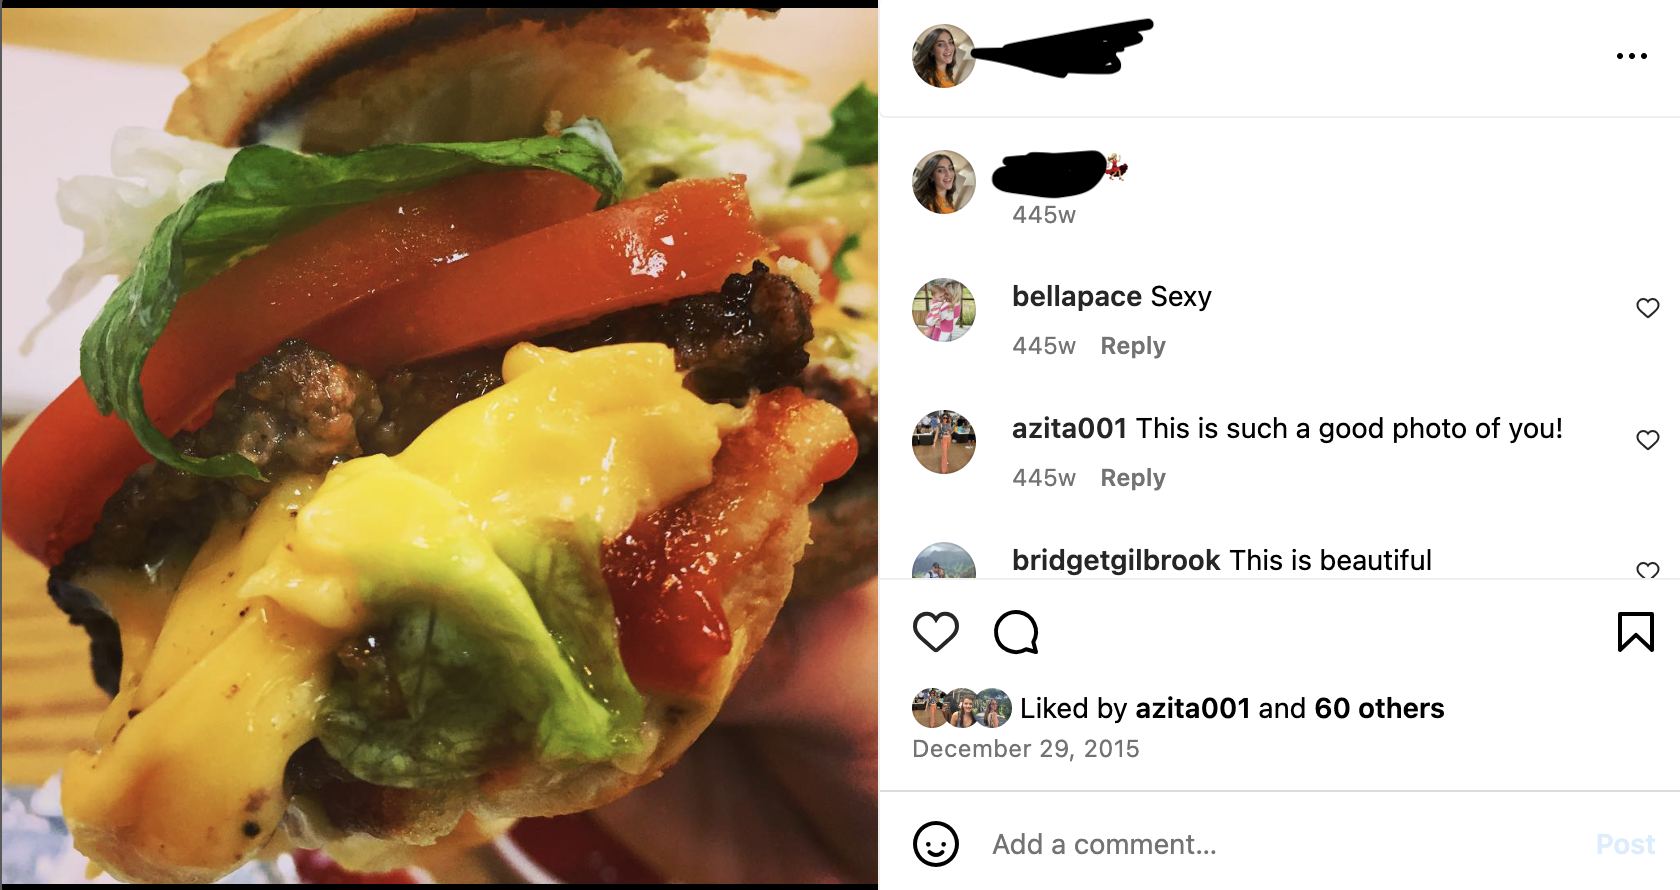 445w
bellapace Sexy
445w Reply
azita001 This is such a good photo of you!
445w Reply
bridgetgilbrook This is beautiful
Liked by azita001 and 60 others
December 29, 2015
Add a comment...
Post